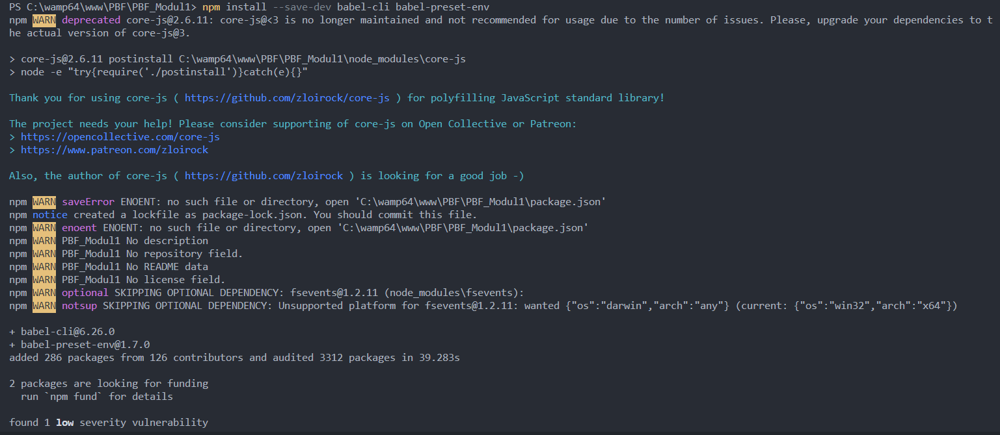 PS C:\wamp64\www\PBF\PBF_Modul1> npm install --save-dev babel-cli babel-preset-env
npm WARN deprecated core-js@2.6.11: core-js@<3 is no longer maintained and not recommended for usage due to the number of issues. Please, upgrade your dependencies to t
he actual version of core-js@3.
> core-js@2.6.11 postinstall C:\wamp64\www\PBF\PBF_Modul1\node_modules\core-js
> node -e "try{require('./postinstall')}catch(e){}"
Thank you for using core-js ( https://github.com/zloirock/core-js ) for polyfilling JavaScript standard library!
The project needs your help! Please consider supporting of core-js on Open Collective or Patreon:
> https://opencollective.com/core-js
> https://www.patreon.com/zloirock
Also, the author of core-js ( https://github.com/zloirock ) is looking for a good job -)
npm WARN saveError ENOENT: no such file or directory, open 'C:\wamp64\www\PBF\PBF_Modul1\package.json'
npm notice created a lockfile as package-lock.json. You should commit this file.
npm WARN enoent ENOENT: no such file or directory, open 'C:\wamp64\www\PBF\PBF_Modul1\package.json'
npm WARN PBF_Modul1 No description
npm WARN PBF_Modul1 No repository field.
npm WARN PBF_Modul1 No README data
npm WARN PBF_Modul1 No license field.
npm WARN optional SKIPPING OPTIONAL DEPENDENCY: fsevents@1.2.11 (node_modules\fsevents):
npm WARN notsup SKIPPING OPTIONAL DEPENDENCY: Unsupported platform for fsevents@1.2.11: wanted {"os":"darwin","arch":"any"} (current: {"os":"win32","arch":"x64"})
+ babel-cli@6.26.0
+ babel-preset-env@1.7.0
added 286 packages from 126 contributors and audited 3312 packages in 39.283s
2 packages are looking for funding
run `npm fund` for details
found 1 low severity vulnerability